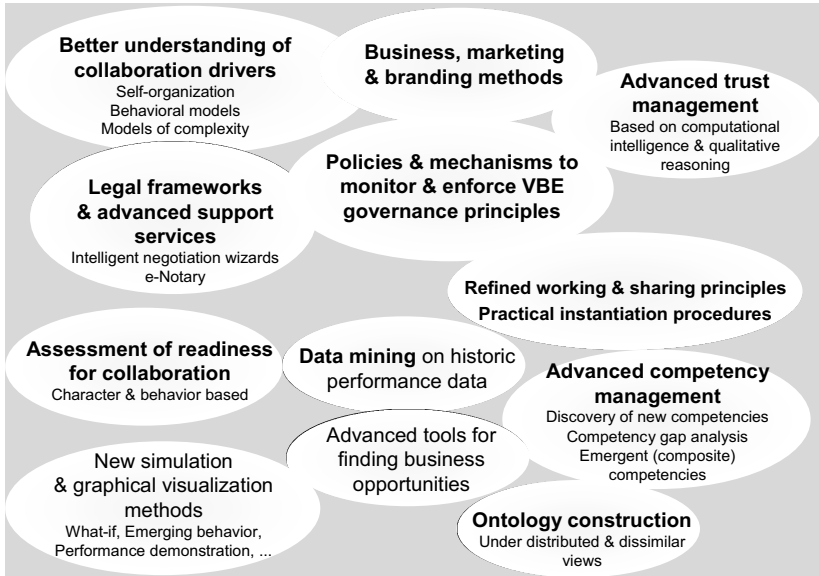 Better understanding of
collaboration drivers
Self-organization
Behavioral models
Models of complexity
Business, marketing
& branding methods
Advanced trust
management
Based on computational
intelligence & qualitative
reasoning
Legal frameworks
& advanced support
services
Intelligent negotiation wizards
e-Notary
Policies & mechanisms to
monitor & enforce VBE
governance principles
Refined working & sharing principles
Practical instantiation procedures
Assessment of readiness
for collaboration
Character & behavior based
Data mining on historic
performance data
Advanced competency
management
Discovery of new competencies
Competency gap analysis
Emergent (composite)
competencies
Advanced tools for
finding business
opportunities
New simulation
& graphical visualization
methods
What-if, Emerging behavior,
Performance demonstration, ...
Ontology construction
Under distributed & dissimilar
views